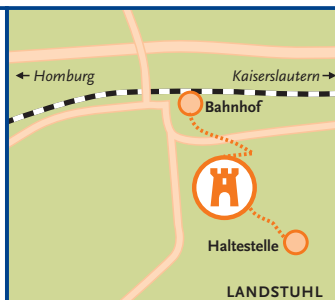 ← Homburg
Kaiserslautern →
Bahnhof
Haltestelle
LANDSTUHL